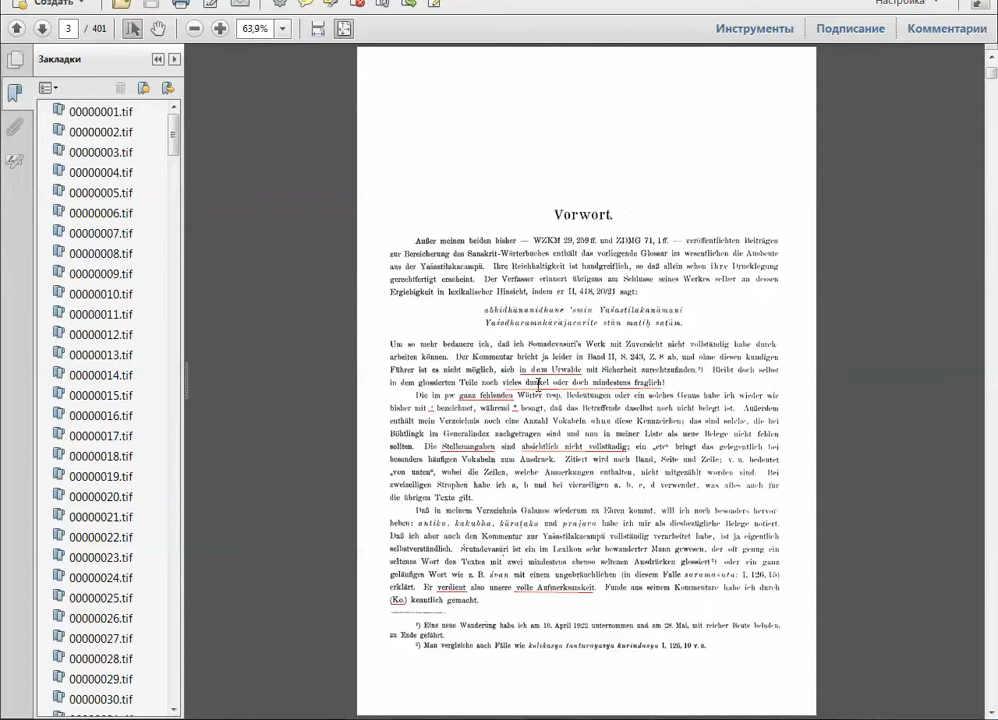 Создать
Настройка
3 / 401
63,9%
Инструменты
Подписание
Комментарии
Закладки
00000001.tif
00000002.tif
00000003.tif
00000004.tif
00000005.tif
00000006.tif
00000007.tif
00000008.tif
00000009.tif
00000010.tif
00000011.tif
00000012.tif
00000013.tif
00000014.tif
00000015.tif
00000016.tif
00000017.tif
00000018.tif
00000019.tif
00000020.tif
00000021.tif
00000022.tif
00000023.tif
00000024.tif
00000025.tif
00000026.tif
00000027.tif
00000028.tif
00000029.tif
00000030.tif
Vorwort.
Außer meinen beiden bisher — WZKM 29, 259 ff. und ZDMG 71, 1 ff. — veröffentlichten Beiträgen
zur Bereicherung des Sanskrit-Wörterbuches enthält das vorliegende Glossar im wesentlichen die Ausbeute
aus der Yaśastilakacampū. Ihre Reichhaltigkeit ist handgreiflich, so daß allein schon ihre Drucklegung
gerechtfertigt erscheint. Der Verfasser erinnert übrigens am Schlusse seines Werkes selber an dessen
Ergiebigkeit in lexikalischer Hinsicht, indem er II, 418, 20/21 sagt:
abhidhānanidhāne 'smin Yaśastilakanāmani
Yaśodharamahārājacarite stān matiḥ satām.
Um so mehr bedaure ich, daß ich Somadevasuri's Werk mit Zuversicht nicht vollständig habe durch-
arbeiten können. Der Kommentar bricht ja leider in Band II, S. 243, Z. 8 ab, und ohne diesen kundigen
Führer ist es nicht möglich, sich in dem Urwalde mit Sicherheit zurechtzufinden.¹) Bleibt doch selbst
in dem glossierten Teile noch vieles dunkel oder doch mindestens fraglich!
Die im pw ganz fehlenden Wörter resp. Bedeutungen oder ein solches Genus habe ich wieder wie
bisher mit ° bezeichnet, während * besagt, daß das Betreffende daselbst noch nicht belegt ist. Außerdem
enthält mein Verzeichnis noch eine Anzahl Vokabeln ohne diese Kennzeichen; das sind solche, die bei
Böhtlingk im Generalindex nachgetragen sind und nun in meiner Liste als neue Belege nicht fehlen
sollten. Die Stellenangaben sind absichtlich nicht vollständig; ein „etc" bringt das gelegentlich bei
besonders häufigen Vokabeln zum Ausdruck. Zitiert wird nach Band, Seite und Zeile; v. u. bedeutet
„von unten", wobei die Zeilen, welche Anmerkungen enthalten, nicht mitgezählt worden sind. Bei
zweizeiligen Strophen habe ich a, b und bei vierzeiligen a, b, c, d verwendet, was alles auch für
die übrigen Texte gilt.
Daß in meinem Verzeichnis Galanos wiederum zu Ehren kommt, will ich noch besonders hervor-
heben: antika, kakubha, kūraṭaka und prajara habe ich mir als diesbezügliche Belege notiert.
Daß ich aber auch den Kommentar zur Yaśastilakacampū vollständig verarbeitet habe, ist ja eigentlich
selbstverständlich. Śrutadevasuri ist ein im Lexikon sehr bewanderter Mann gewesen, der oft genug ein
seltenes Wort des Textes mit zwei mindestens ebenso seltenen Ausdrücken glossiert²) oder ein ganz
geläufiges Wort wie z. B. śvan mit einem ungebräuchlichen (in diesem Falle saramasuta: I, 126, 15)
erklärt. Er verdient also unsere volle Aufmerksamkeit. Funde aus seinem Kommentare habe ich durch
(Ko.) kenntlich gemacht.
¹) Eine neue Wanderung habe ich am 10. April 1922 unternommen und am 28. Mai, mit reicher Beute beladen,
zu Ende geführt.
²) Man vergleiche auch Fälle wie kolikasya tanturayasya kurindasya I, 126, 10 v. u.